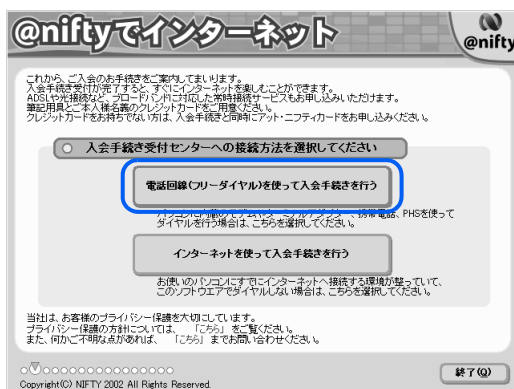 @niftyでインターネット
@nifty
これから、ご入会のお手続きをご案内してまいります。
入会手続き受付が完了すると、すぐにインターネットを楽しむことができます。
ADSLや光接続など、ブロードバンドに対応した常時接続サービスもお申し込みいただけます。
筆記用具とご本人様名義のクレジットカードをご用意ください。
クレジットカードをお持ちでない方は、入会手続きと同時にアット・ニフティカードをお申し込みください。
入会手続き受付センターへの接続方法を選択してください
電話回線(フリーダイヤル)を使って入会手続きを行う
パソコンに内蔵のモデムやターミナルアダプター、携帯電話、PHSを使って
ダイヤルを行う場合は、こちらを選択してください。
インターネットを使って入会手続きを行う
お使いのパソコンにすでにインターネットへ接続する環境が整っていて、
このソフトウエアでダイヤルしない場合は、こちらを選択してください。
当社は、お客様のプライバシー保護を大切にしています。
プライバシー保護の方針については、「こちら」をご覧ください。
また、何かご不明な点があれば、「こちら」までお問い合わせください。
Copyright(C) NIFTY 2002 All Rights Reserved.
終了(Q)